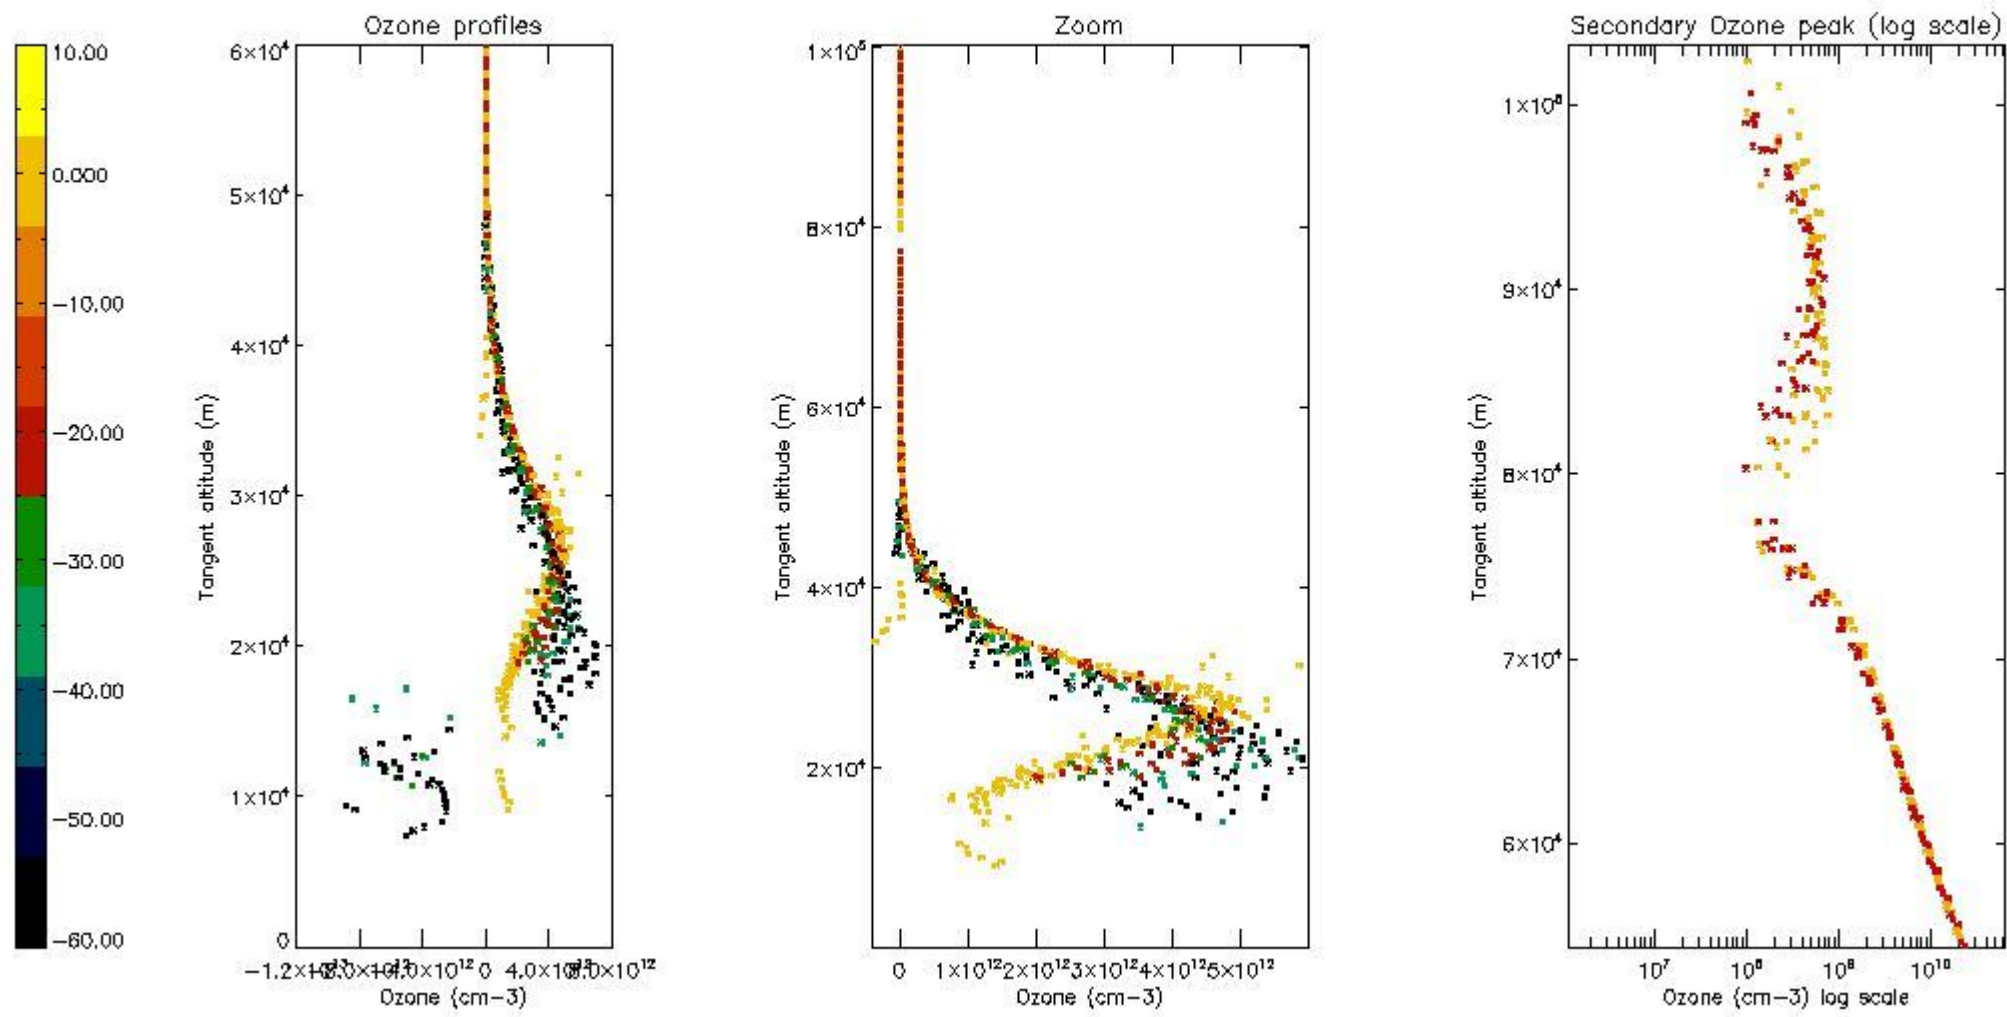 Ozone profiles
Zoom
Secondary Ozone peak (log scale)
10.00
0.000
−10.00
−20.00
−30.00
−40.00
−50.00
−60.00
6×10⁴
5×10⁴
4×10⁴
3×10⁴
2×10⁴
1×10⁴
0
Tangent altitude (m)
0
Ozone (cm−3)
1×10⁵
8×10⁴
6×10⁴
4×10⁴
2×10⁴
Tangent altitude (m)
0 1×10¹² 2×10¹² 3×10¹² 4×10¹² 5×10¹²
Ozone (cm−3)
9×10⁴
8×10⁴
7×10⁴
6×10⁴
Tangent altitude (m)
10⁷ 10⁸ 10⁹ 10¹⁰
Ozone (cm−3) log scale